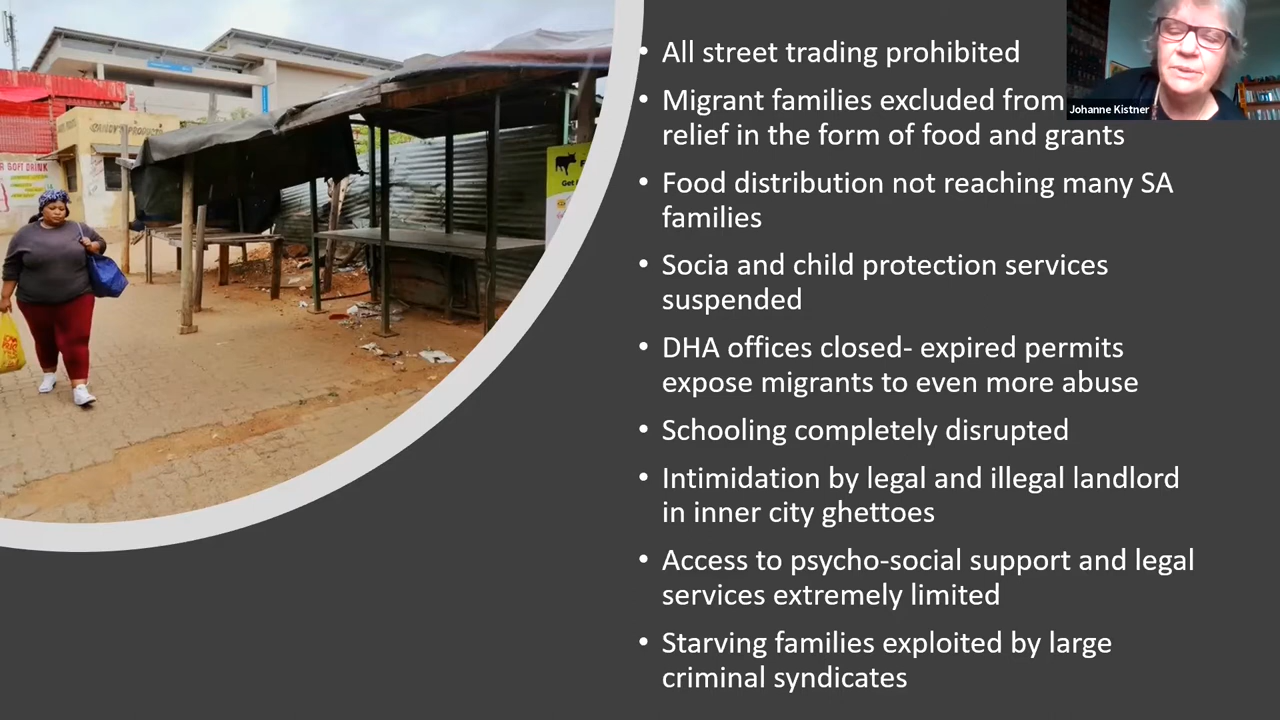 • All street trading prohibited
• Migrant families excluded from
relief in the form of food and grants
• Food distribution not reaching many SA
families
• Socia and child protection services
suspended
• DHA offices closed- expired permits
expose migrants to even more abuse
• Schooling completely disrupted
• Intimidation by legal and illegal landlord
in inner city ghettoes
• Access to psycho-social support and legal
services extremely limited
• Starving families exploited by large
criminal syndicates
Johanne Kistner
SOFT DRINK
Get